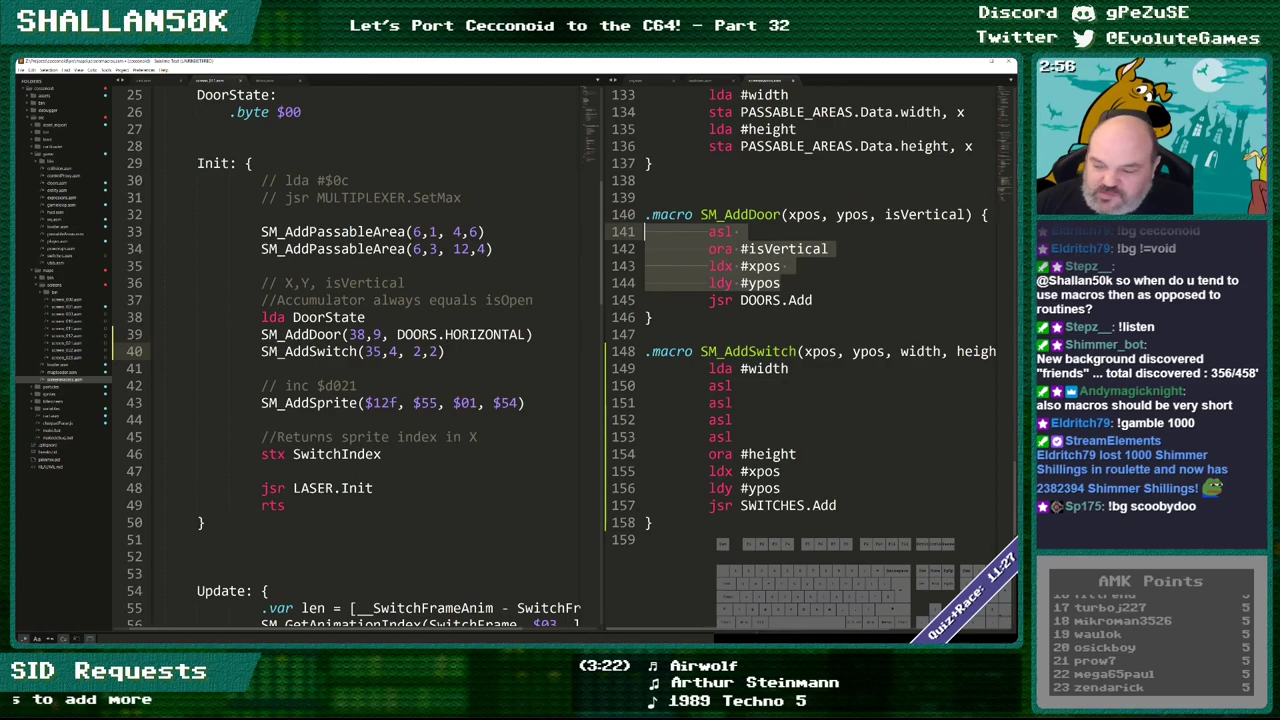 SHALLAN50K
Let's Port Cecconoid to the C64! - Part 32
Discord gPeZuSE
Twitter @EvoluteGames
25 DoorState:
26 .byte $00
27
28
29 Init: {
30 // lda #$0c
31 // jsr MULTIPLEXER.SetMax
32
33 SM_AddPassableArea(6,1, 4,6)
34 SM_AddPassableArea(6,3, 12,,)
35
36 // X,Y, isVertical
37 //Accumulator always equals isOpen
38 lda DoorState
39 SM_AddDoor(38,9, DOORS.HORIZONTAL)
40 SM_AddSwitch(35,4, 2,2)
41
42 // inc $d021
43 SM_AddSprite($12f, $55, $01, $54)
44
45 //Returns sprite index in X
46 stx SwitchIndex
47
48 jsr LASER.Init
49 rts
50 }
51
52
53
54 Update: {
55 .var len = [__SwitchFrameAnim - SwitchFr
133 lda #width
134 sta PASSABLE_AREAS.Data.width, x
135 lda #height
136 sta PASSABLE_AREAS.Data.height, x
137 }
138
139
140 .macro SM_AddDoor(xpos, ypos, isVertical) {
141 asl
142 ora #isVertical
143 ldx #xpos
144 ldy #ypos
145 jsr DOORS.Add
146 }
147
148 .macro SM_AddSwitch(xpos, ypos, width, heigh
149 lda #width
150 asl
151 asl
152 asl
153 asl
154 ora #height
155 ldx #xpos
156 ldy #ypos
157 jsr SWITCHES.Add
158 }
159
2:56
Eldritch79: !bg cecconoid
Eldritch79: !bg !=void
Stepz__:
@Shallan50k so when do u tend to
use macros then as opposed to
routines?
Stepz__: !listen
Shimmer_bot:
New background discovered
"friends" ... total discovered : 356/458'
Andymagicknight:
also macros should be very short
Eldritch79: !gamble 1000
StreamElements
Eldritch79 lost 1000 Shimmer
Shillings in roulette and now has
2382394 Shimmer Shillings!
Sp175: !bg scoobydoo
Quiz+Race: 11:27
AMK Points
17 turboj227 5
18 mikroman3526 5
19 waulok 5
20 osickboy 5
21 prow7 5
22 mega65paul 5
23 zendarick 5
SID Requests
s to add more
(3:22) Airwolf
Arthur Steinmann
1989 Techno 5